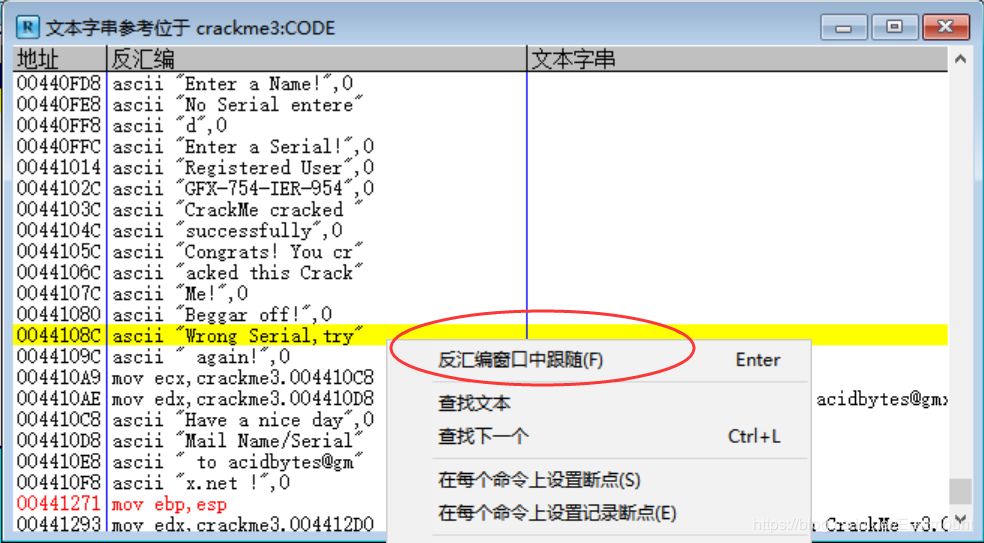 R 文本字串参考位于 crackme3:CODE
地址 反汇编 文本字串
00440FD8 ascii "Enter a Name!",0
00440FE8 ascii "No Serial entere"
00440FF8 ascii "d",0
00440FFC ascii "Enter a Serial!",0
00441014 ascii "Registered User",0
0044102C ascii "GFX-754-IER-954",0
0044103C ascii "CrackMe cracked "
0044104C ascii "successfully",0
0044105C ascii "Congrats! You cr"
0044106C ascii "acked this Crack"
0044107C ascii "Me!",0
00441080 ascii "Beggar off!",0
0044108C ascii "Wrong Serial,try"
0044109C ascii " again!",0
反汇编窗口中跟随(F) Enter
004410A9 mov ecx,crackme3.004410C8
004410AE mov edx,crackme3.004410D8 acidbytes@gmx
查找文本
004410C8 ascii "Have a nice day",0
004410D8 ascii "Mail Name/Serial"
查找下一个 Ctrl+L
004410E8 ascii " to acidbytes@gm"
004410F8 ascii "x.net !",0
在每个命令上设置断点(S)
00441271 mov ebp,esp
00441293 mov edx,crackme3.004412D0 CrackMe v3.0
在每个命令上设置记录断点(E)